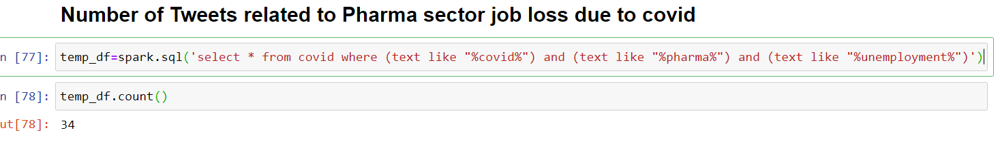 Number of Tweets related to Pharma sector job loss due to covid
n [77]: temp_df=spark.sql('select * from covid where (text like "%covid%") and (text like "%pharma%") and (text like "%unemployment%")')
n [78]: temp_df.count()
ut[78]: 34